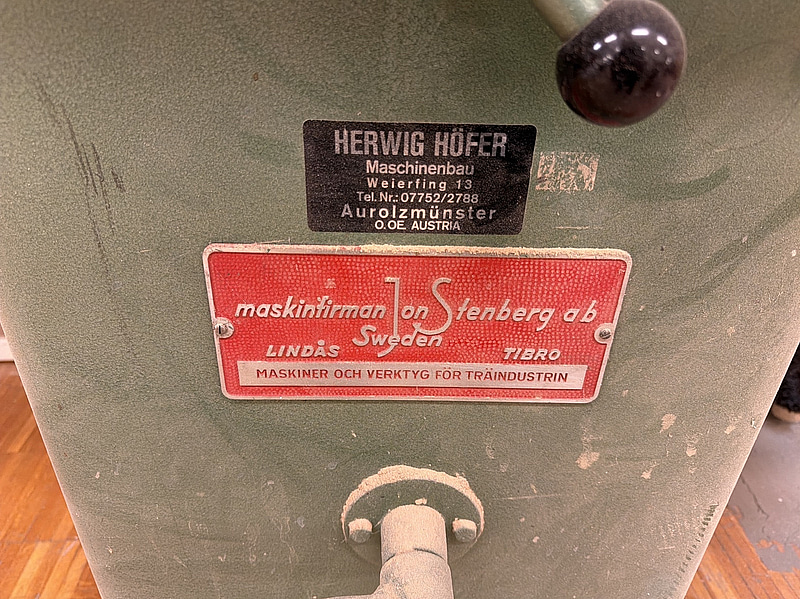 HERWIG HÖFER
Maschinenbau
Weierfing 13
Tel. Nr.: 07752/2788
Aurolzmünster
O.OE. AUSTRIA
maskinfirman Jon Stenberg ab
Sweden
LINDÅS TIBRO
MASKINER OCH VERKTYG FÖR TRÄINDUSTRIN